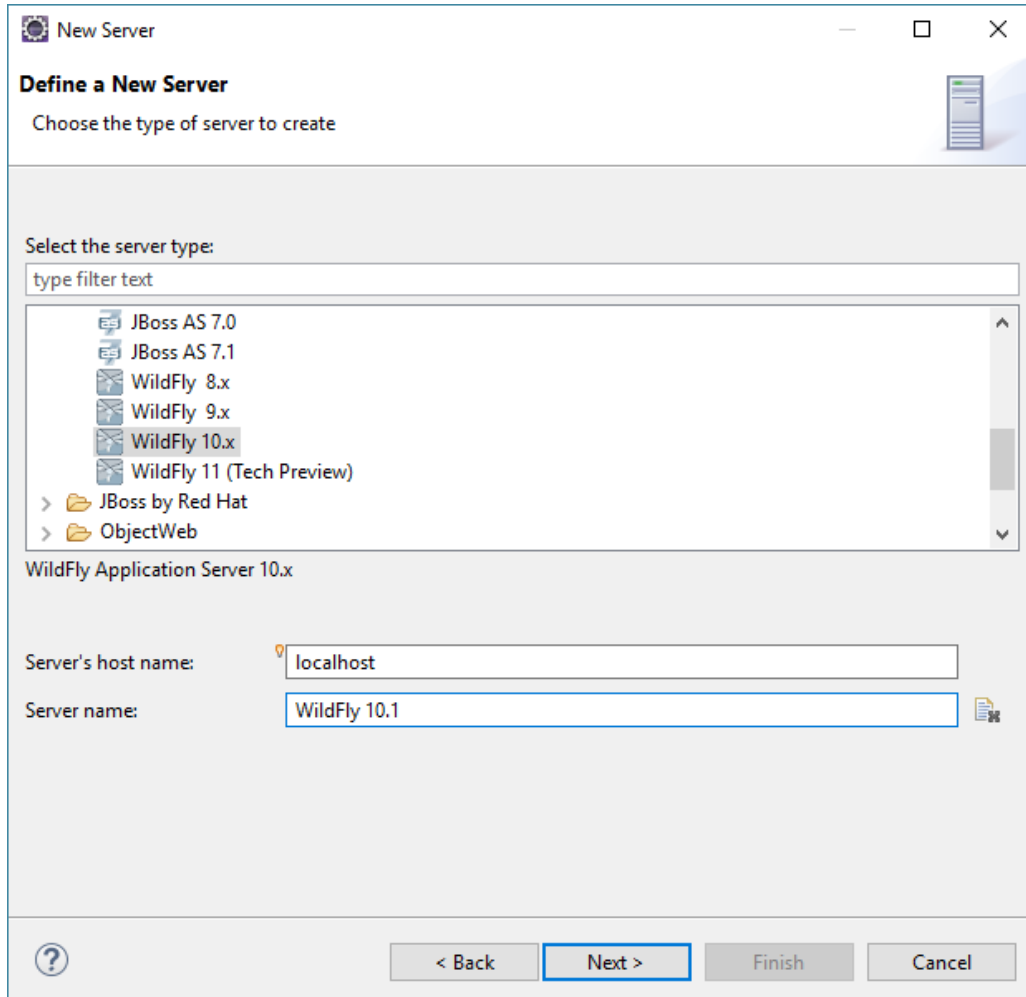 New Server
Define a New Server
Choose the type of server to create
Select the server type:
type filter text
JBoss AS 7.0
JBoss AS 7.1
WildFly  8.x
WildFly  9.x
WildFly 10.x
WildFly 11 (Tech Preview)
JBoss by Red Hat
ObjectWeb
WildFly Application Server 10.x
Server's host name: localhost
Server name: WildFly 10.1
? < Back Next > Finish Cancel